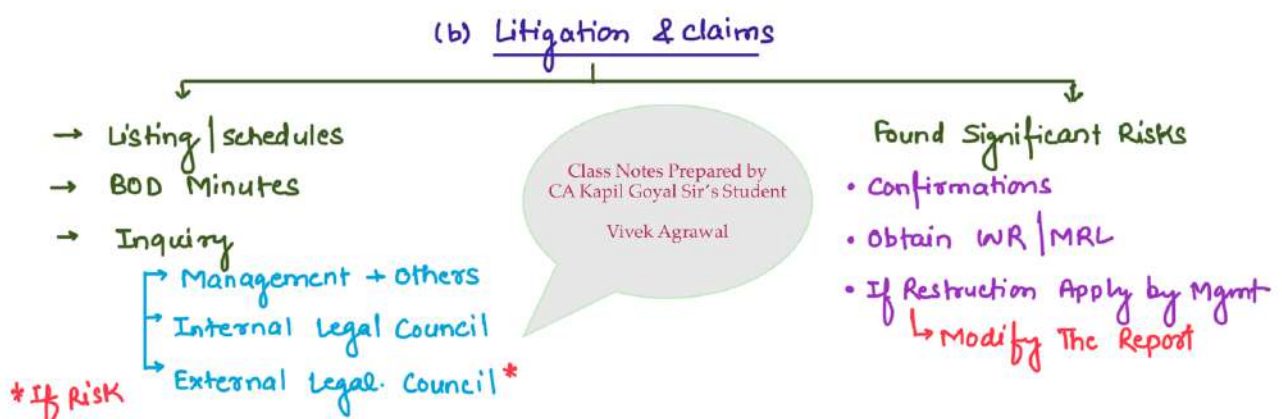 (b) Litigation & claims
→ Listing | schedules
→ BOD Minutes
→ Inquiry
→ Management + others
→ Internal Legal Council
→ External Legal. Council *
* If Risk
Class Notes Prepared by
CA Kapil Goyal Sir's Student
Vivek Agrawal
Found Significant Risks
• Confirmations
• Obtain WR | MRL
• If Restruction Apply by Mgmt
↳ Modify The Report